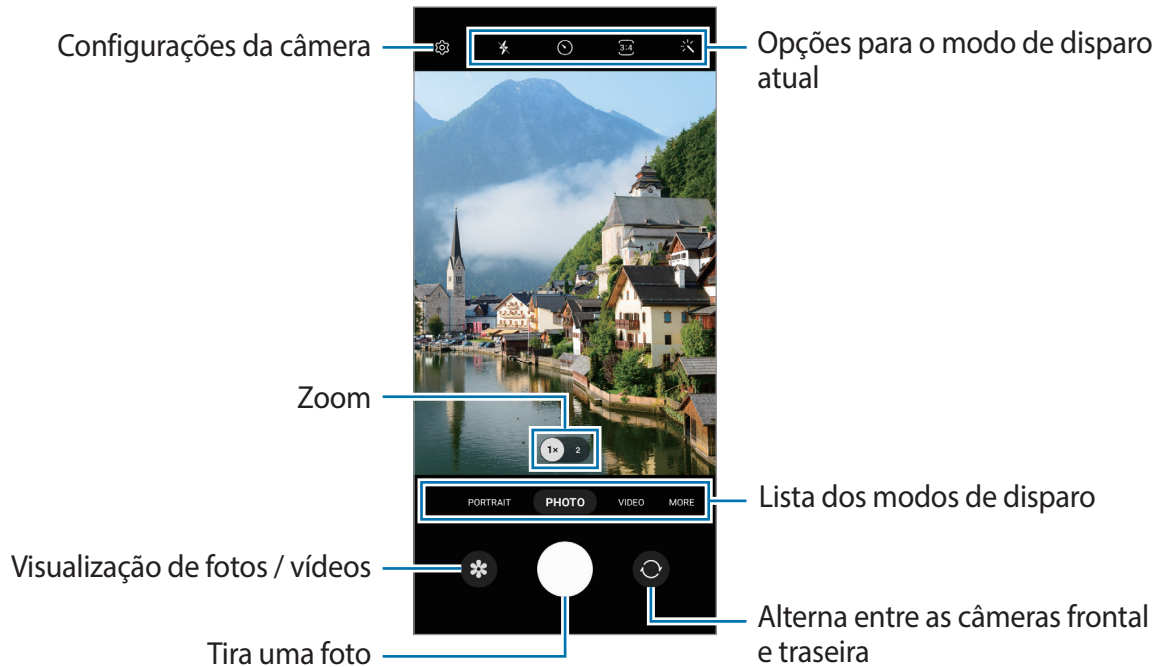 Configurações da câmera
3:4
Opções para o modo de disparo
atual
Zoom
1×
2
PORTRAIT
PHOTO
VIDEO
MORE
Lista dos modos de disparo
Visualização de fotos / vídeos
Tira uma foto
Alterna entre as câmeras frontal
e traseira